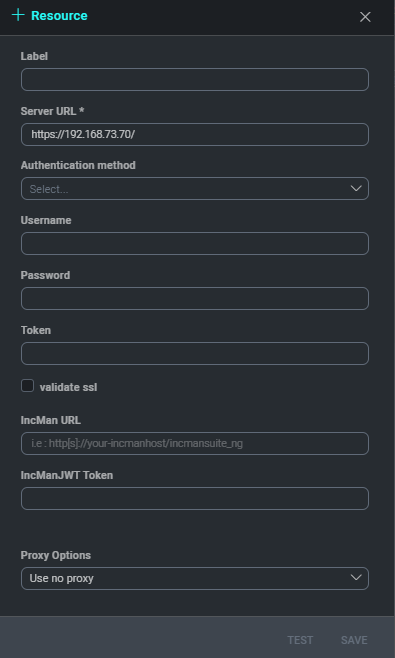 + Resource
Label
Server URL *
https://192.168.73.70/
Authentication method
Select...
Username
Password
Token
validate ssl
IncMan URL
i.e : http[s]://your-incmanhost/incmansuite_ng
IncManJWT Token
Proxy Options
Use no proxy
TEST SAVE